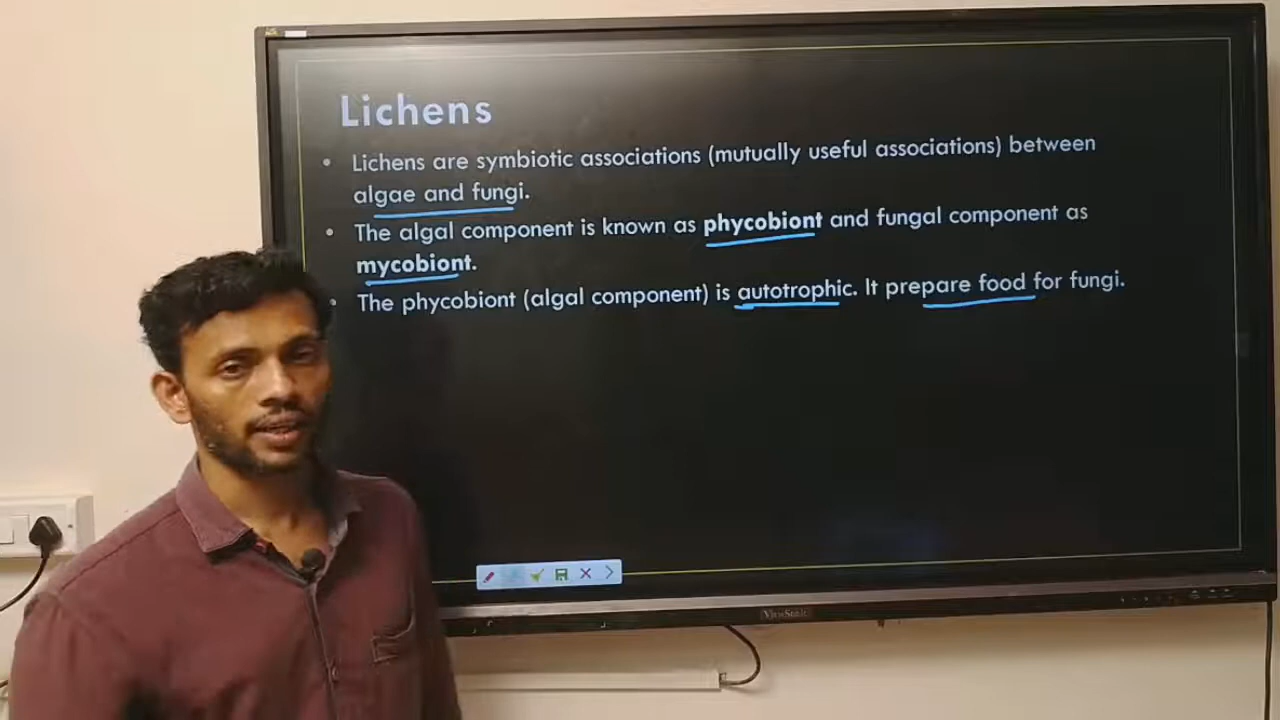 Lichens
• Lichens are symbiotic associations (mutually useful associations) between
algae and fungi.
• The algal component is known as phycobiont and fungal component as
mycobiont.
• The phycobiont (algal component) is autotrophic. It prepare food for fungi.
ViewSonic